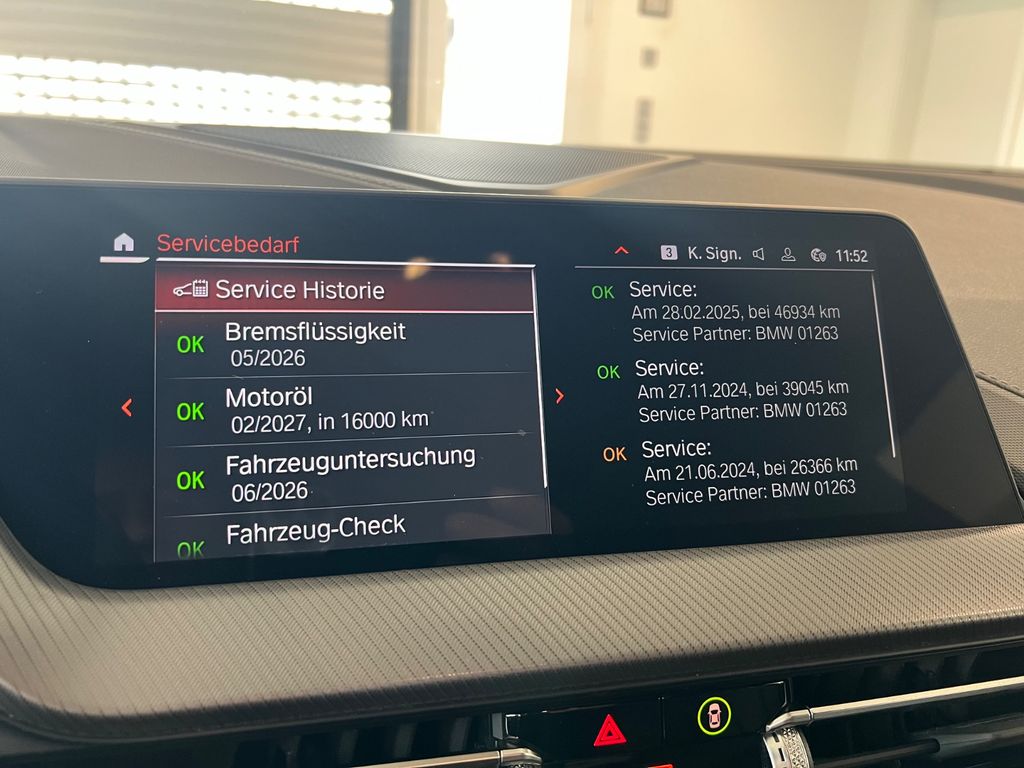 Servicebedarf
3 K. Sign. 11:52
Service Historie
OK Bremsflüssigkeit
05/2026
OK Motoröl
02/2027, in 16000 km
OK Fahrzeuguntersuchung
06/2026
OK Fahrzeug-Check
OK Service:
Am 28.02.2025, bei 46934 km
Service Partner: BMW 01263
OK Service:
Am 27.11.2024, bei 39045 km
Service Partner: BMW 01263
OK Service:
Am 21.06.2024, bei 26366 km
Service Partner: BMW 01263